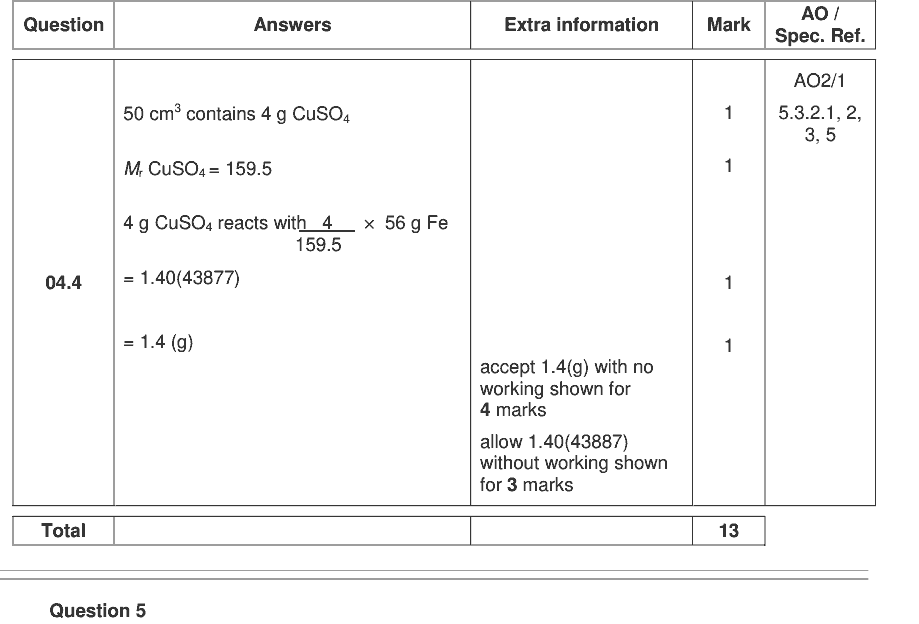 Question Answers Extra information Mark AO / Spec. Ref.
AO2/1
50 cm³ contains 4 g CuSO₄ 1 5.3.2.1, 2,
3, 5
Mᵣ CuSO₄ = 159.5 1
4 g CuSO₄ reacts with 4 × 56 g Fe
159.5
04.4 = 1.40(43877) 1
= 1.4 (g) 1
accept 1.4(g) with no
working shown for
4 marks
allow 1.40(43887)
without working shown
for 3 marks
Total 13
Question 5